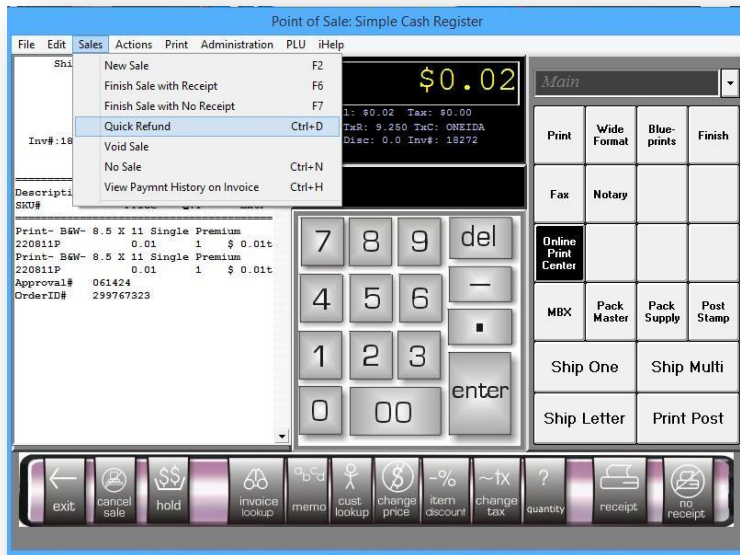 Point of Sale: Simple Cash Register
File Edit Sales Actions Print Administration PLU iHelp
New Sale F2
Finish Sale with Receipt F6
Finish Sale with No Receipt F7
Quick Refund Ctrl+D
Void Sale
No Sale Ctrl+N
View Paymnt History on Invoice Ctrl+H
Shi
Inv#:18
Descripti
SKU#
Print- B&W- 8.5 X 11 Single Premium
220811P 0.01 1 $ 0.01t
Print- B&W- 8.5 X 11 Single Premium
220811P 0.01 1 $ 0.01t
Approval# 061424
OrderID# 299767323
$0.02
l: $0.02 Tax: $0.00
TxR: 9.250 TxC: ONEIDA
Disc: 0.0 Inv#: 18272
7 8 9 del
4 5 6 —
.
1 2 3
enter
0 00
Main
Print Wide Format Blue-prints Finish
Fax Notary
Online Print Center
MBX Pack Master Pack Supply Post Stamp
Ship One Ship Multi
Ship Letter Print Post
exit
cancel sale
$$ hold
invoice lookup
abcd memo
cust lookup
$ change price
-% item discount
~tx change tax
? quantity
receipt
no receipt